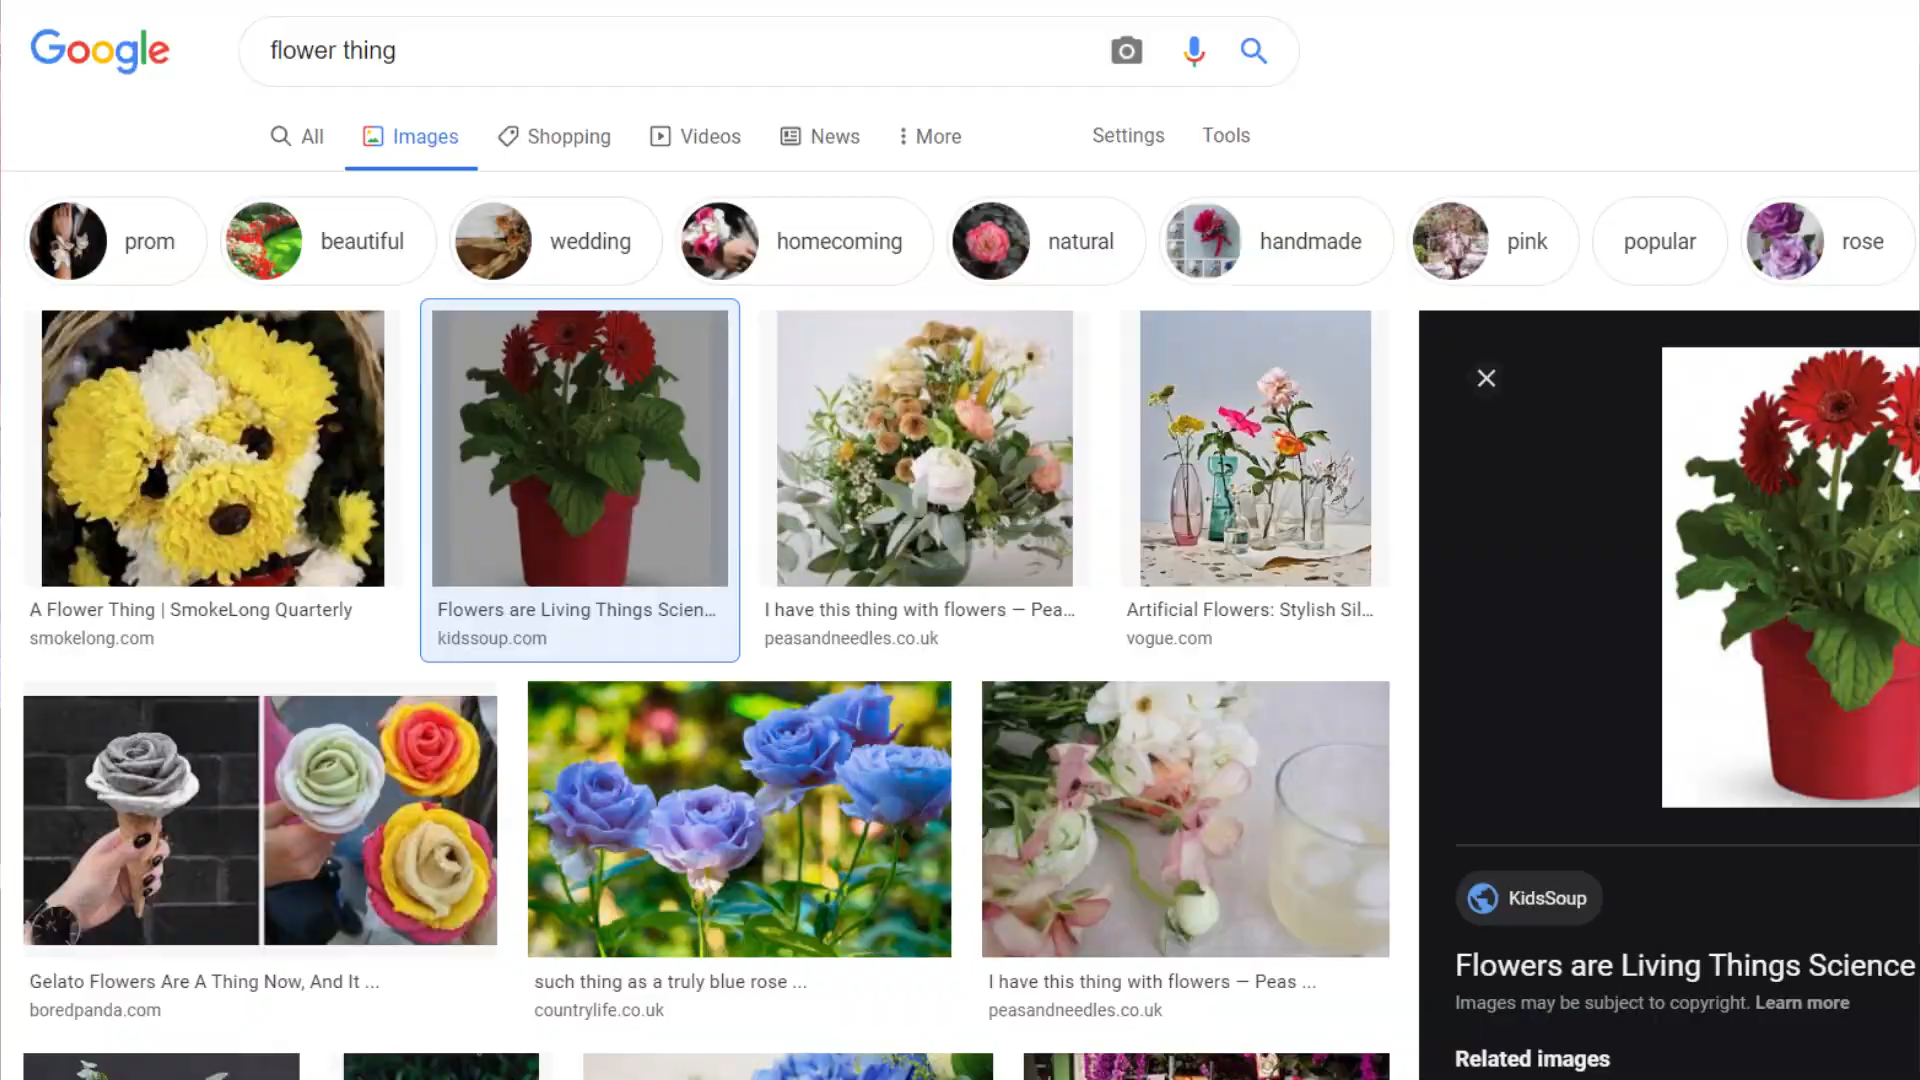 Google
flower thing
All
Images
Shopping
Videos
News
More
Settings
Tools
prom
beautiful
wedding
homecoming
natural
handmade
pink
popular
rose
A Flower Thing | SmokeLong Quarterly
smokelong.com
Flowers are Living Things Scien...
kidssoup.com
I have this thing with flowers — Pea...
peasandneedles.co.uk
Artificial Flowers: Stylish Sil...
vogue.com
Gelato Flowers Are A Thing Now, And It ...
boredpanda.com
such thing as a truly blue rose ...
countrylife.co.uk
I have this thing with flowers — Peas ...
peasandneedles.co.uk
KidsSoup
Flowers are Living Things Science
Images may be subject to copyright. Learn more
Related images